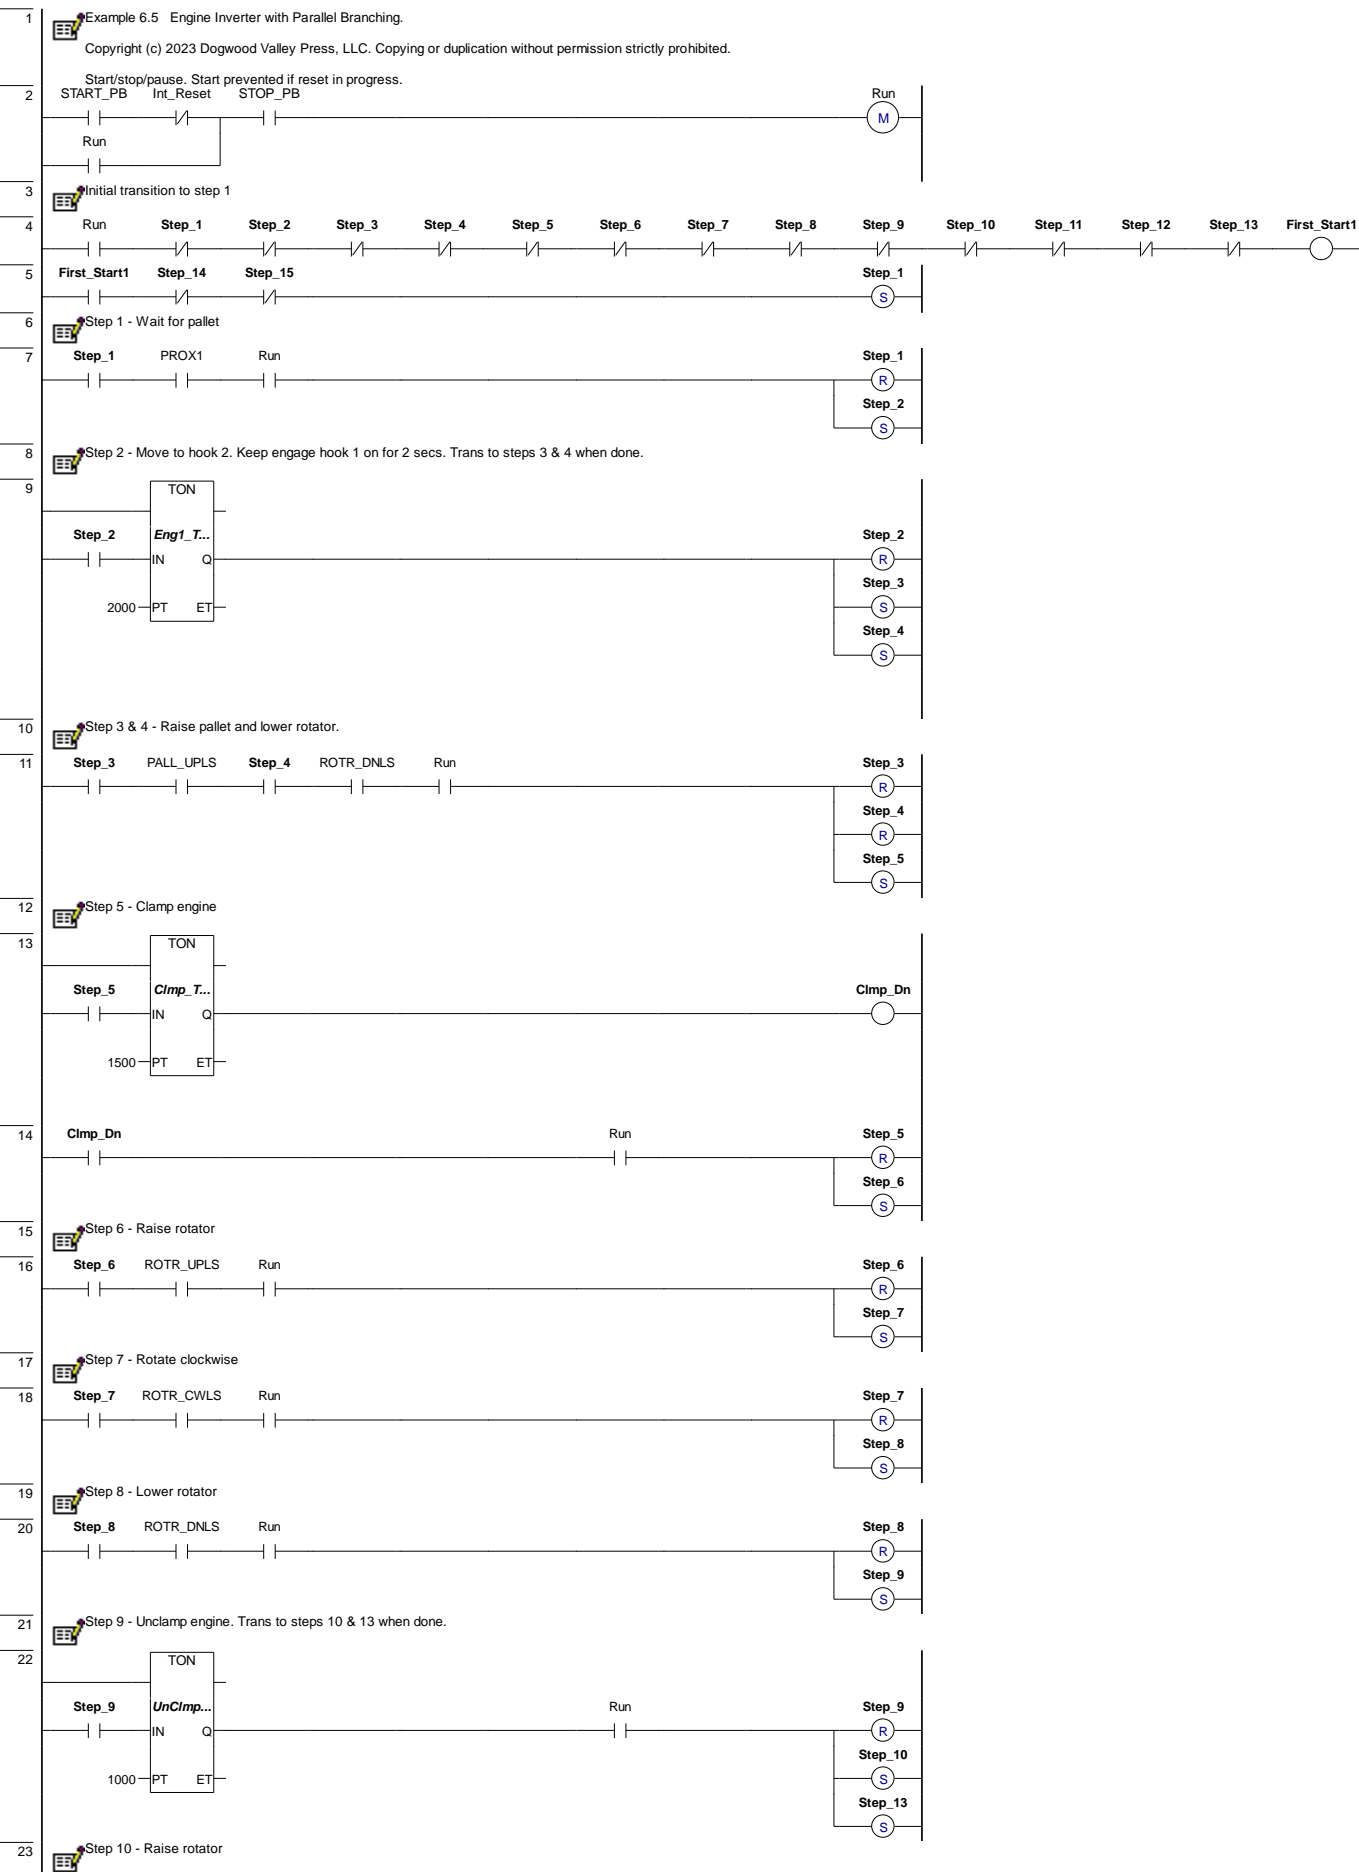 1
Example 6.5 Engine Inverter with Parallel Branching.
Copyright (c) 2023 Dogwood Valley Press, LLC. Copying or duplication without permission strictly prohibited.
Start/stop/pause. Start prevented if reset in progress.
2
START_PB Int_Reset STOP_PB Run
M
Run
3
Initial transition to step 1
4
Run Step_1 Step_2 Step_3 Step_4 Step_5 Step_6 Step_7 Step_8 Step_9 Step_10 Step_11 Step_12 Step_13 First_Start1
5
First_Start1 Step_14 Step_15 Step_1
S
6
Step 1 - Wait for pallet
7
Step_1 PROX1 Run Step_1
R
Step_2
S
8
Step 2 - Move to hook 2. Keep engage hook 1 on for 2 secs. Trans to steps 3 & 4 when done.
9
TON
Step_2 Eng1_T... Step_2
IN Q R
Step_3
2000 PT ET S
Step_4
S
10
Step 3 & 4 - Raise pallet and lower rotator.
11
Step_3 PALL_UPLS Step_4 ROTR_DNLS Run Step_3
R
Step_4
R
Step_5
S
12
Step 5 - Clamp engine
13
TON
Step_5 Clmp_T... Clmp_Dn
IN Q
1500 PT ET
14
Clmp_Dn Run Step_5
R
Step_6
S
15
Step 6 - Raise rotator
16
Step_6 ROTR_UPLS Run Step_6
R
Step_7
S
17
Step 7 - Rotate clockwise
18
Step_7 ROTR_CWLS Run Step_7
R
Step_8
S
19
Step 8 - Lower rotator
20
Step_8 ROTR_DNLS Run Step_8
R
Step_9
S
21
Step 9 - Unclamp engine. Trans to steps 10 & 13 when done.
22
TON
Step_9 UnClmp... Run Step_9
IN Q R
Step_10
1000 PT ET S
Step_13
S
23
Step 10 - Raise rotator